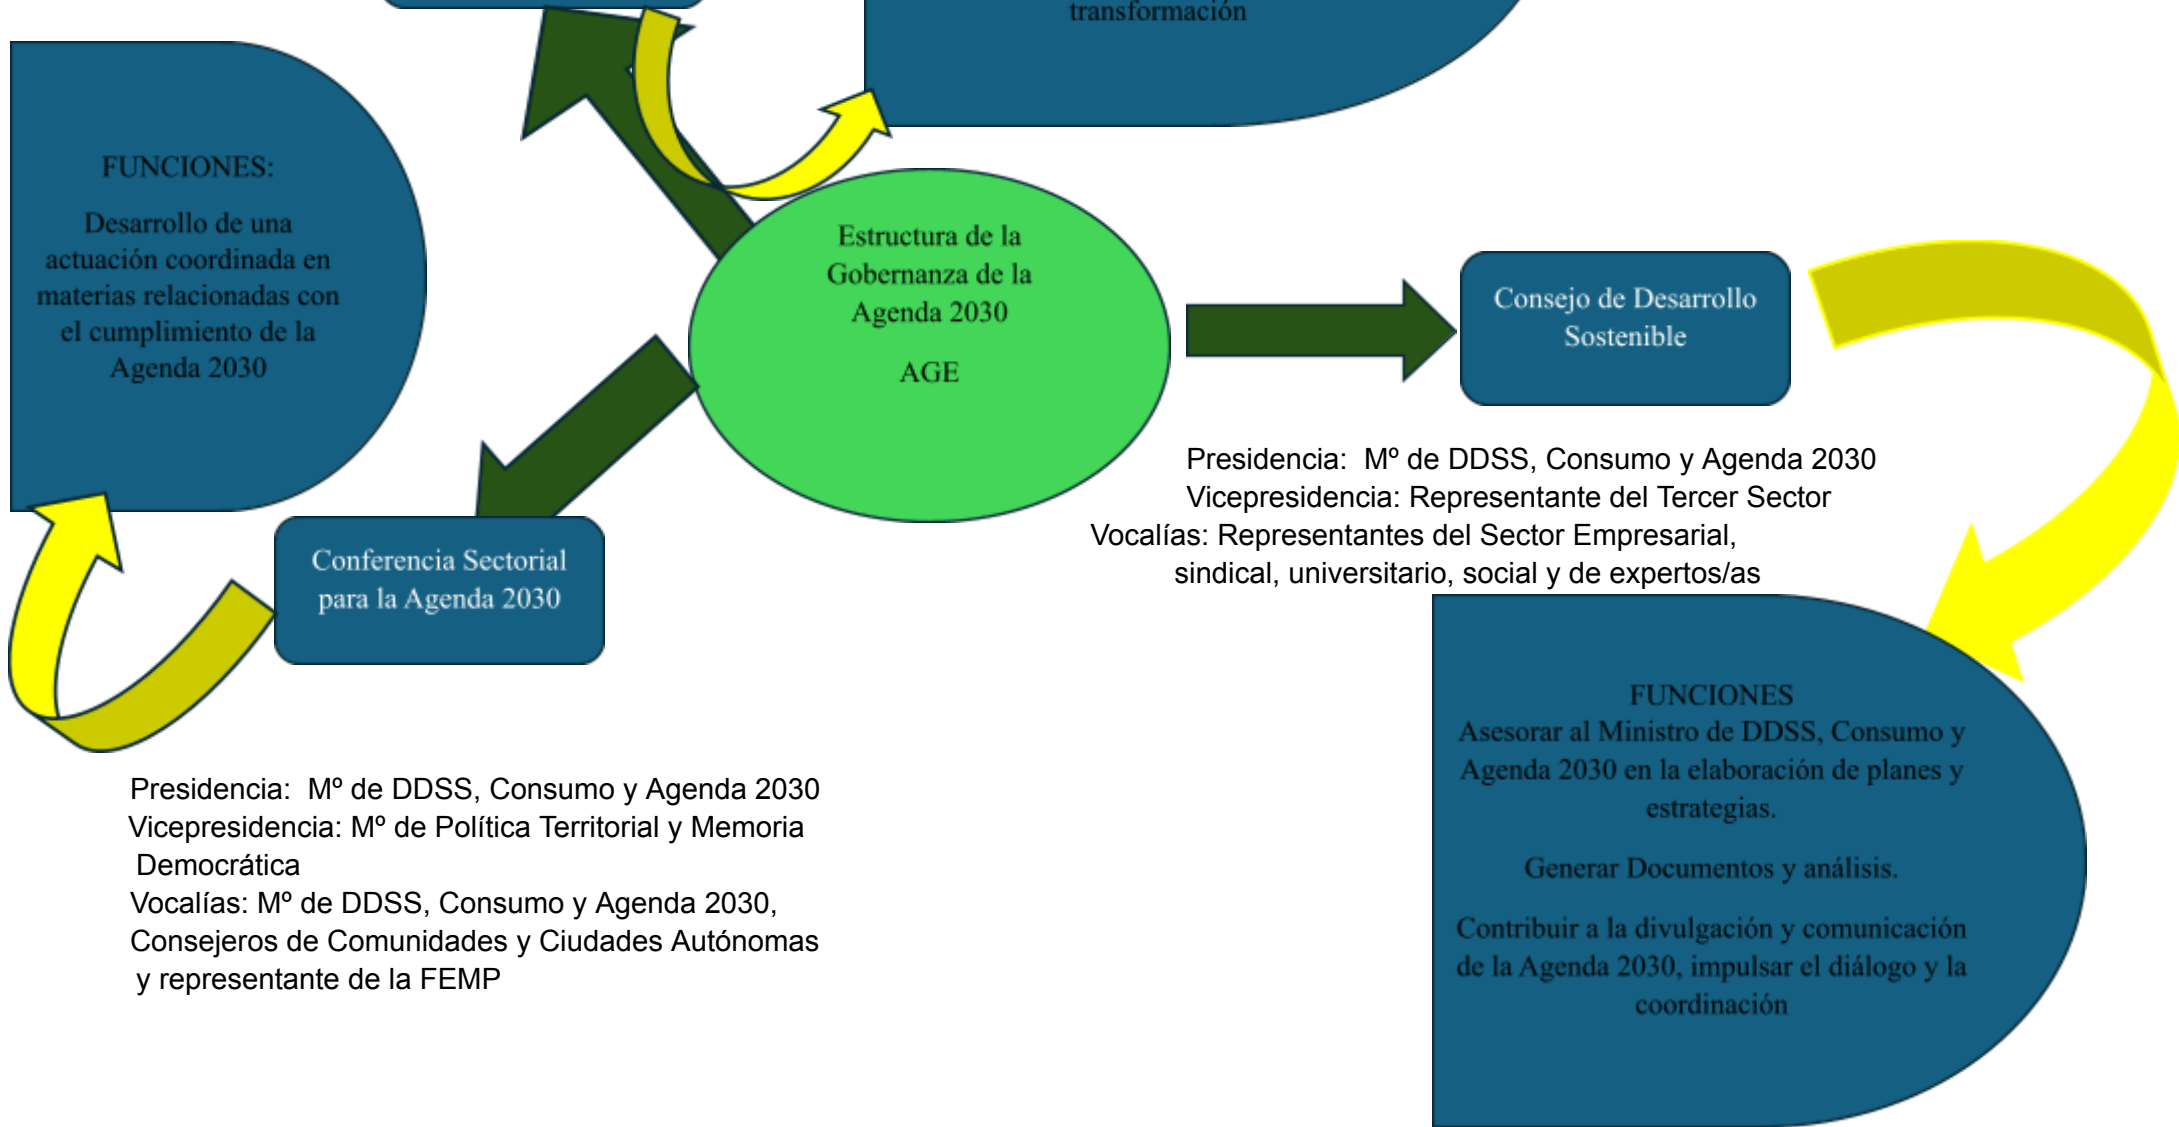 transformación
FUNCIONES:
Desarrollo de una
actuación coordinada en
materias relacionadas con
el cumplimiento de la
Agenda 2030
Estructura de la
Gobernanza de la
Agenda 2030
AGE
Consejo de Desarrollo
Sostenible
Presidencia:  Mº de DDSS, Consumo y Agenda 2030
Vicepresidencia: Representante del Tercer Sector
Vocalías: Representantes del Sector Empresarial,
sindical, universitario, social y de expertos/as
Conferencia Sectorial
para la Agenda 2030
FUNCIONES
Asesorar al Ministro de DDSS, Consumo y
Agenda 2030 en la elaboración de planes y
estrategias.
Generar Documentos y análisis.
Contribuir a la divulgación y comunicación
de la Agenda 2030, impulsar el diálogo y la
coordinación
Presidencia:  Mº de DDSS, Consumo y Agenda 2030
Vicepresidencia: Mº de Política Territorial y Memoria
Democrática
Vocalías: Mº de DDSS, Consumo y Agenda 2030,
Consejeros de Comunidades y Ciudades Autónomas
y representante de la FEMP